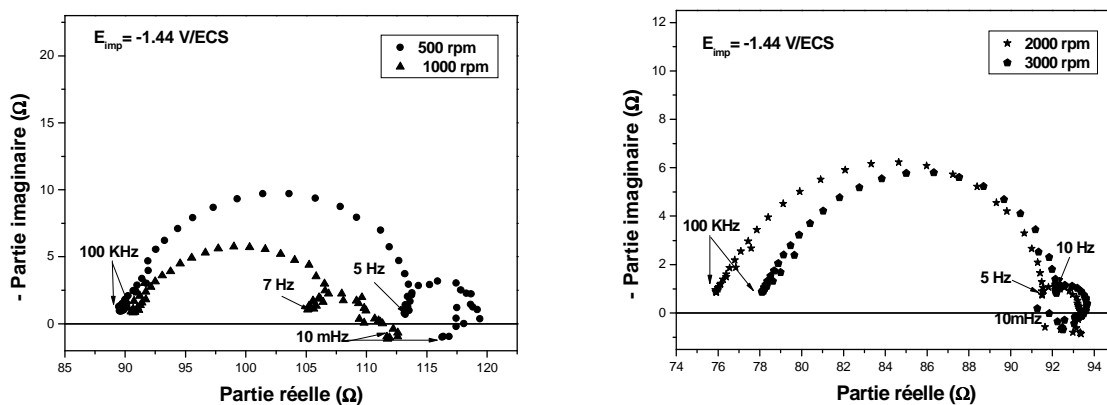 E_imp= -1.44 V/ECS
500 rpm
1000 rpm
- Partie imaginaire (Ω)
20
15
10
5
0
100 KHz
7 Hz
5 Hz
10 mHz
85 90 95 100 105 110 115 120
Partie réelle (Ω)
E_imp= -1.44 V/ECS
2000 rpm
3000 rpm
- Partie imaginaire (Ω)
12
10
8
6
4
2
0
-2
100 KHz
10 Hz
5 Hz
10mHz
76 78 80 82 84 86 88 90 92 94
Partie réelle (Ω)